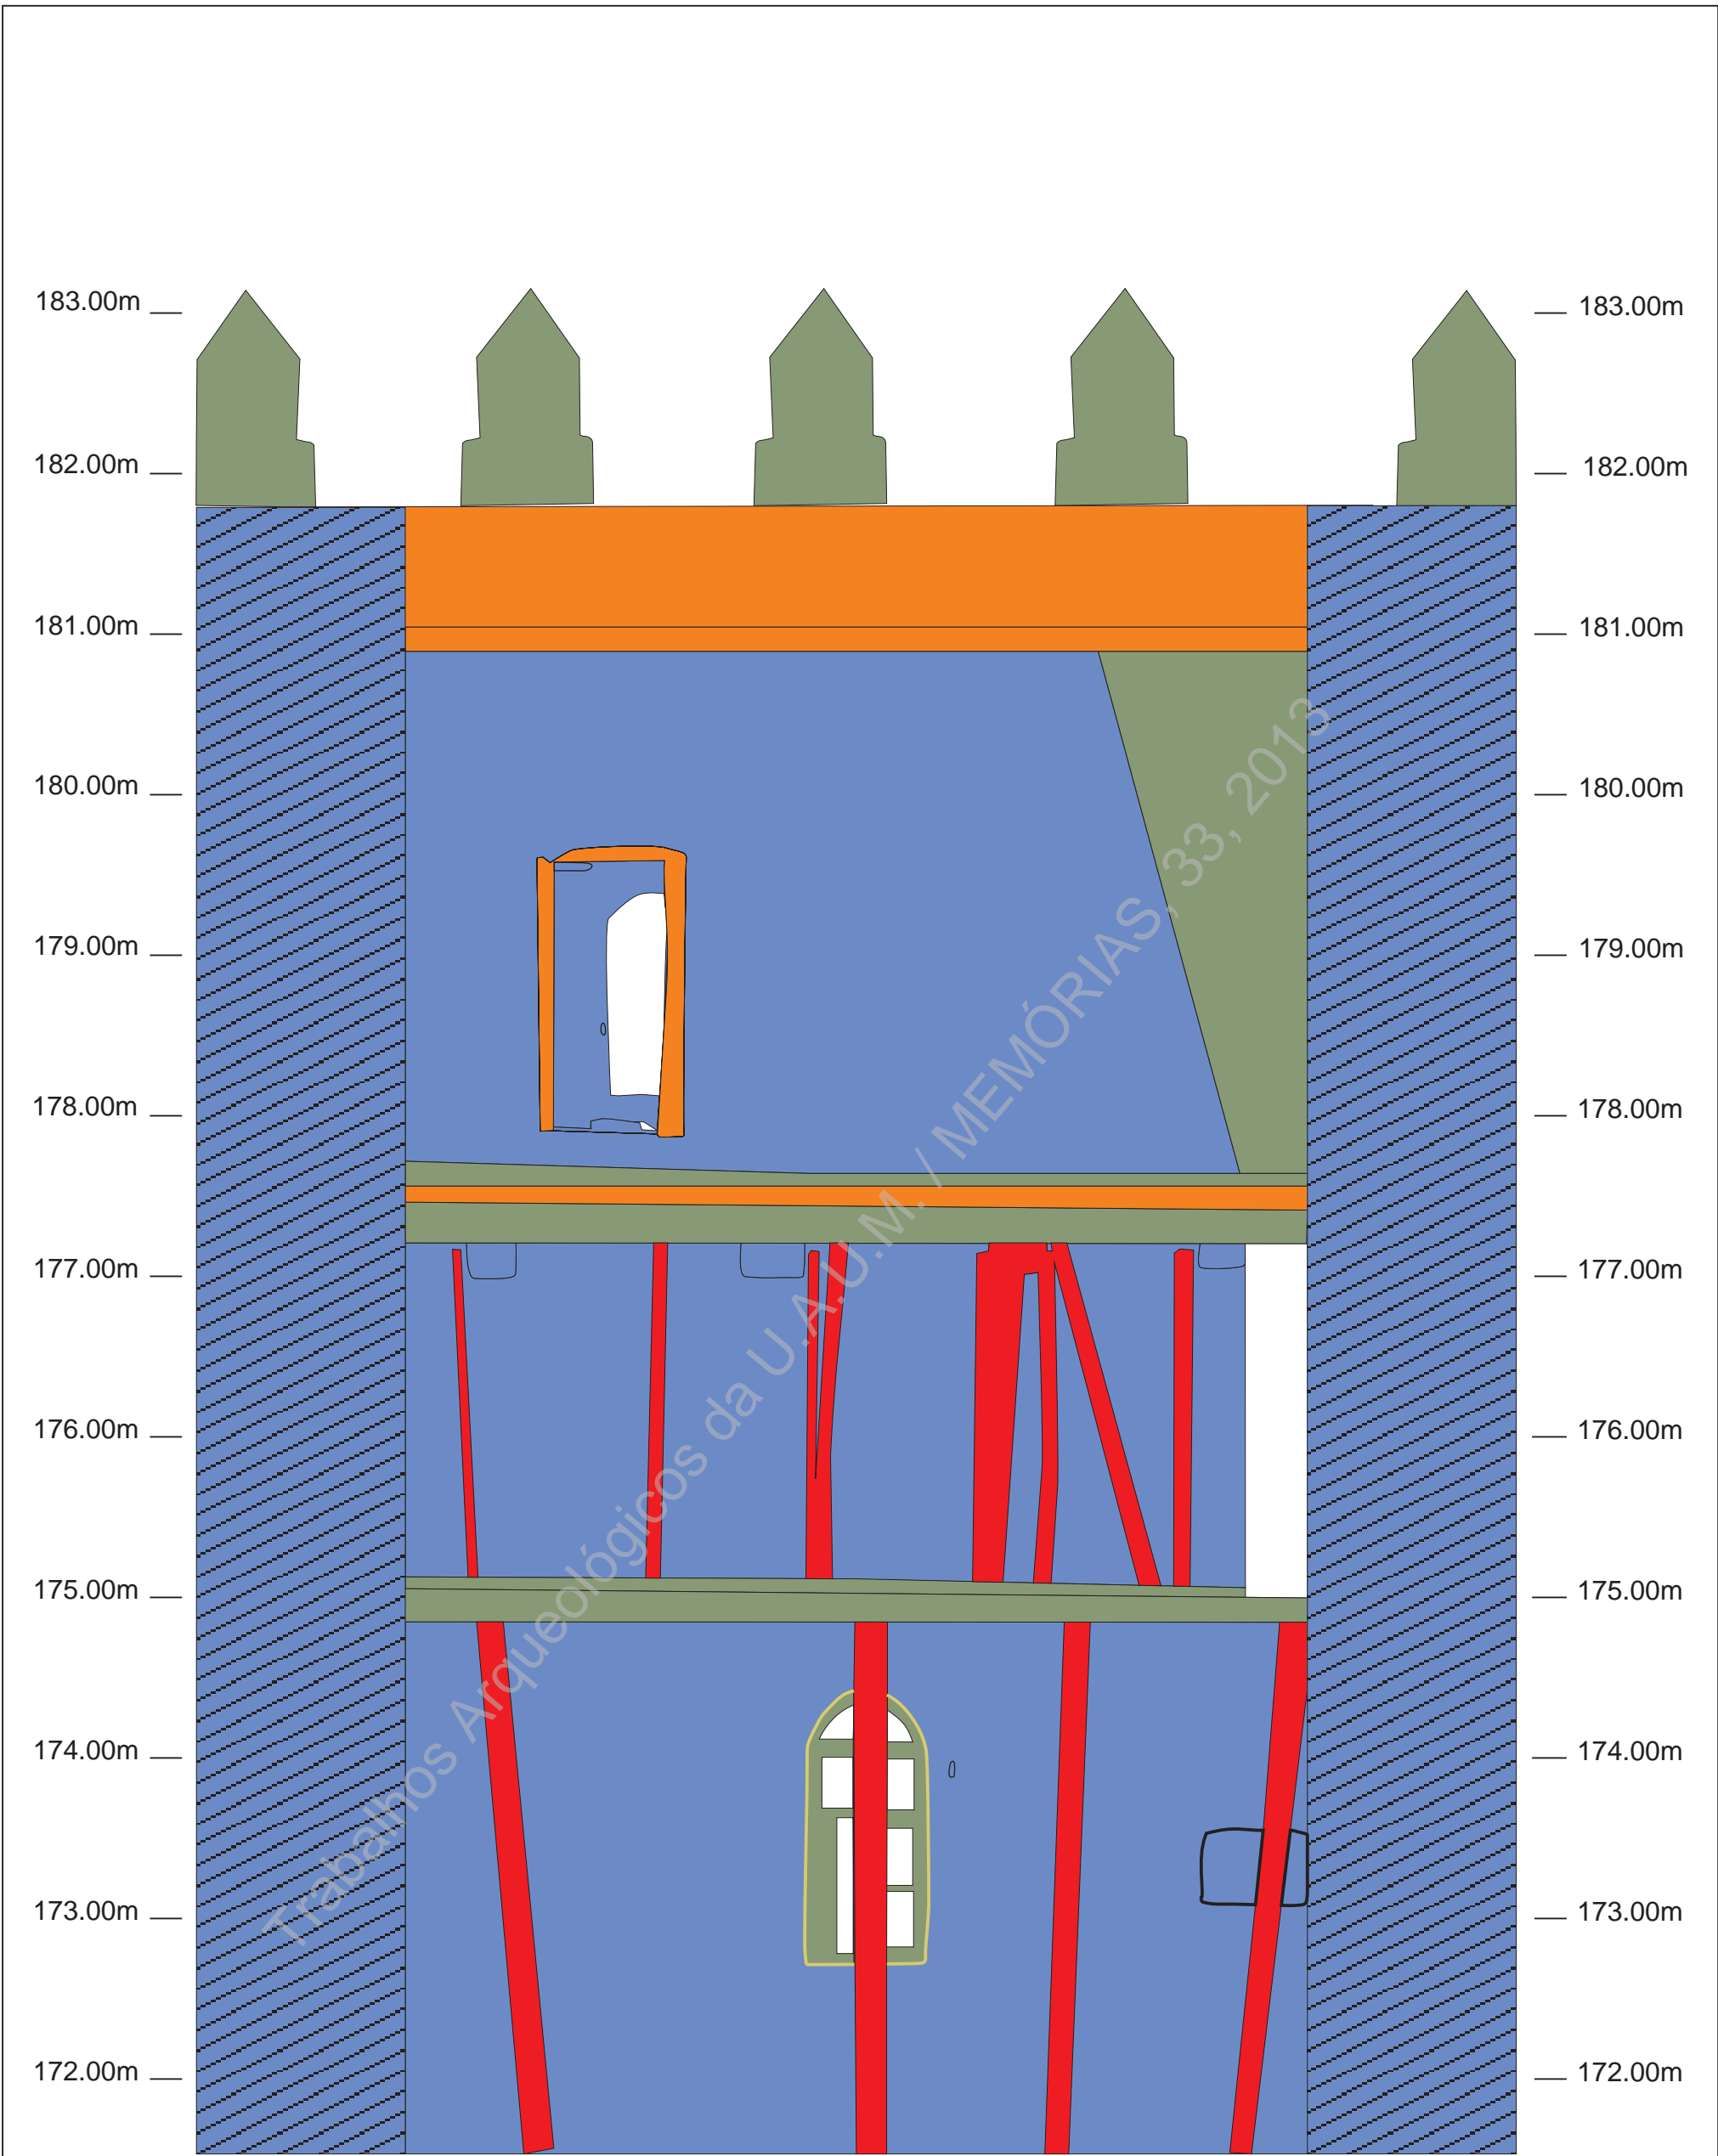 183.00m 183.00m
182.00m 182.00m
181.00m 181.00m
180.00m 180.00m
179.00m 179.00m
178.00m 178.00m
177.00m 177.00m
176.00m 176.00m
175.00m 175.00m
174.00m 174.00m
173.00m 173.00m
172.00m 172.00m
Trabalhos Arqueológicos da U.A.U.M. / MEMÓRIAS, 33, 2013